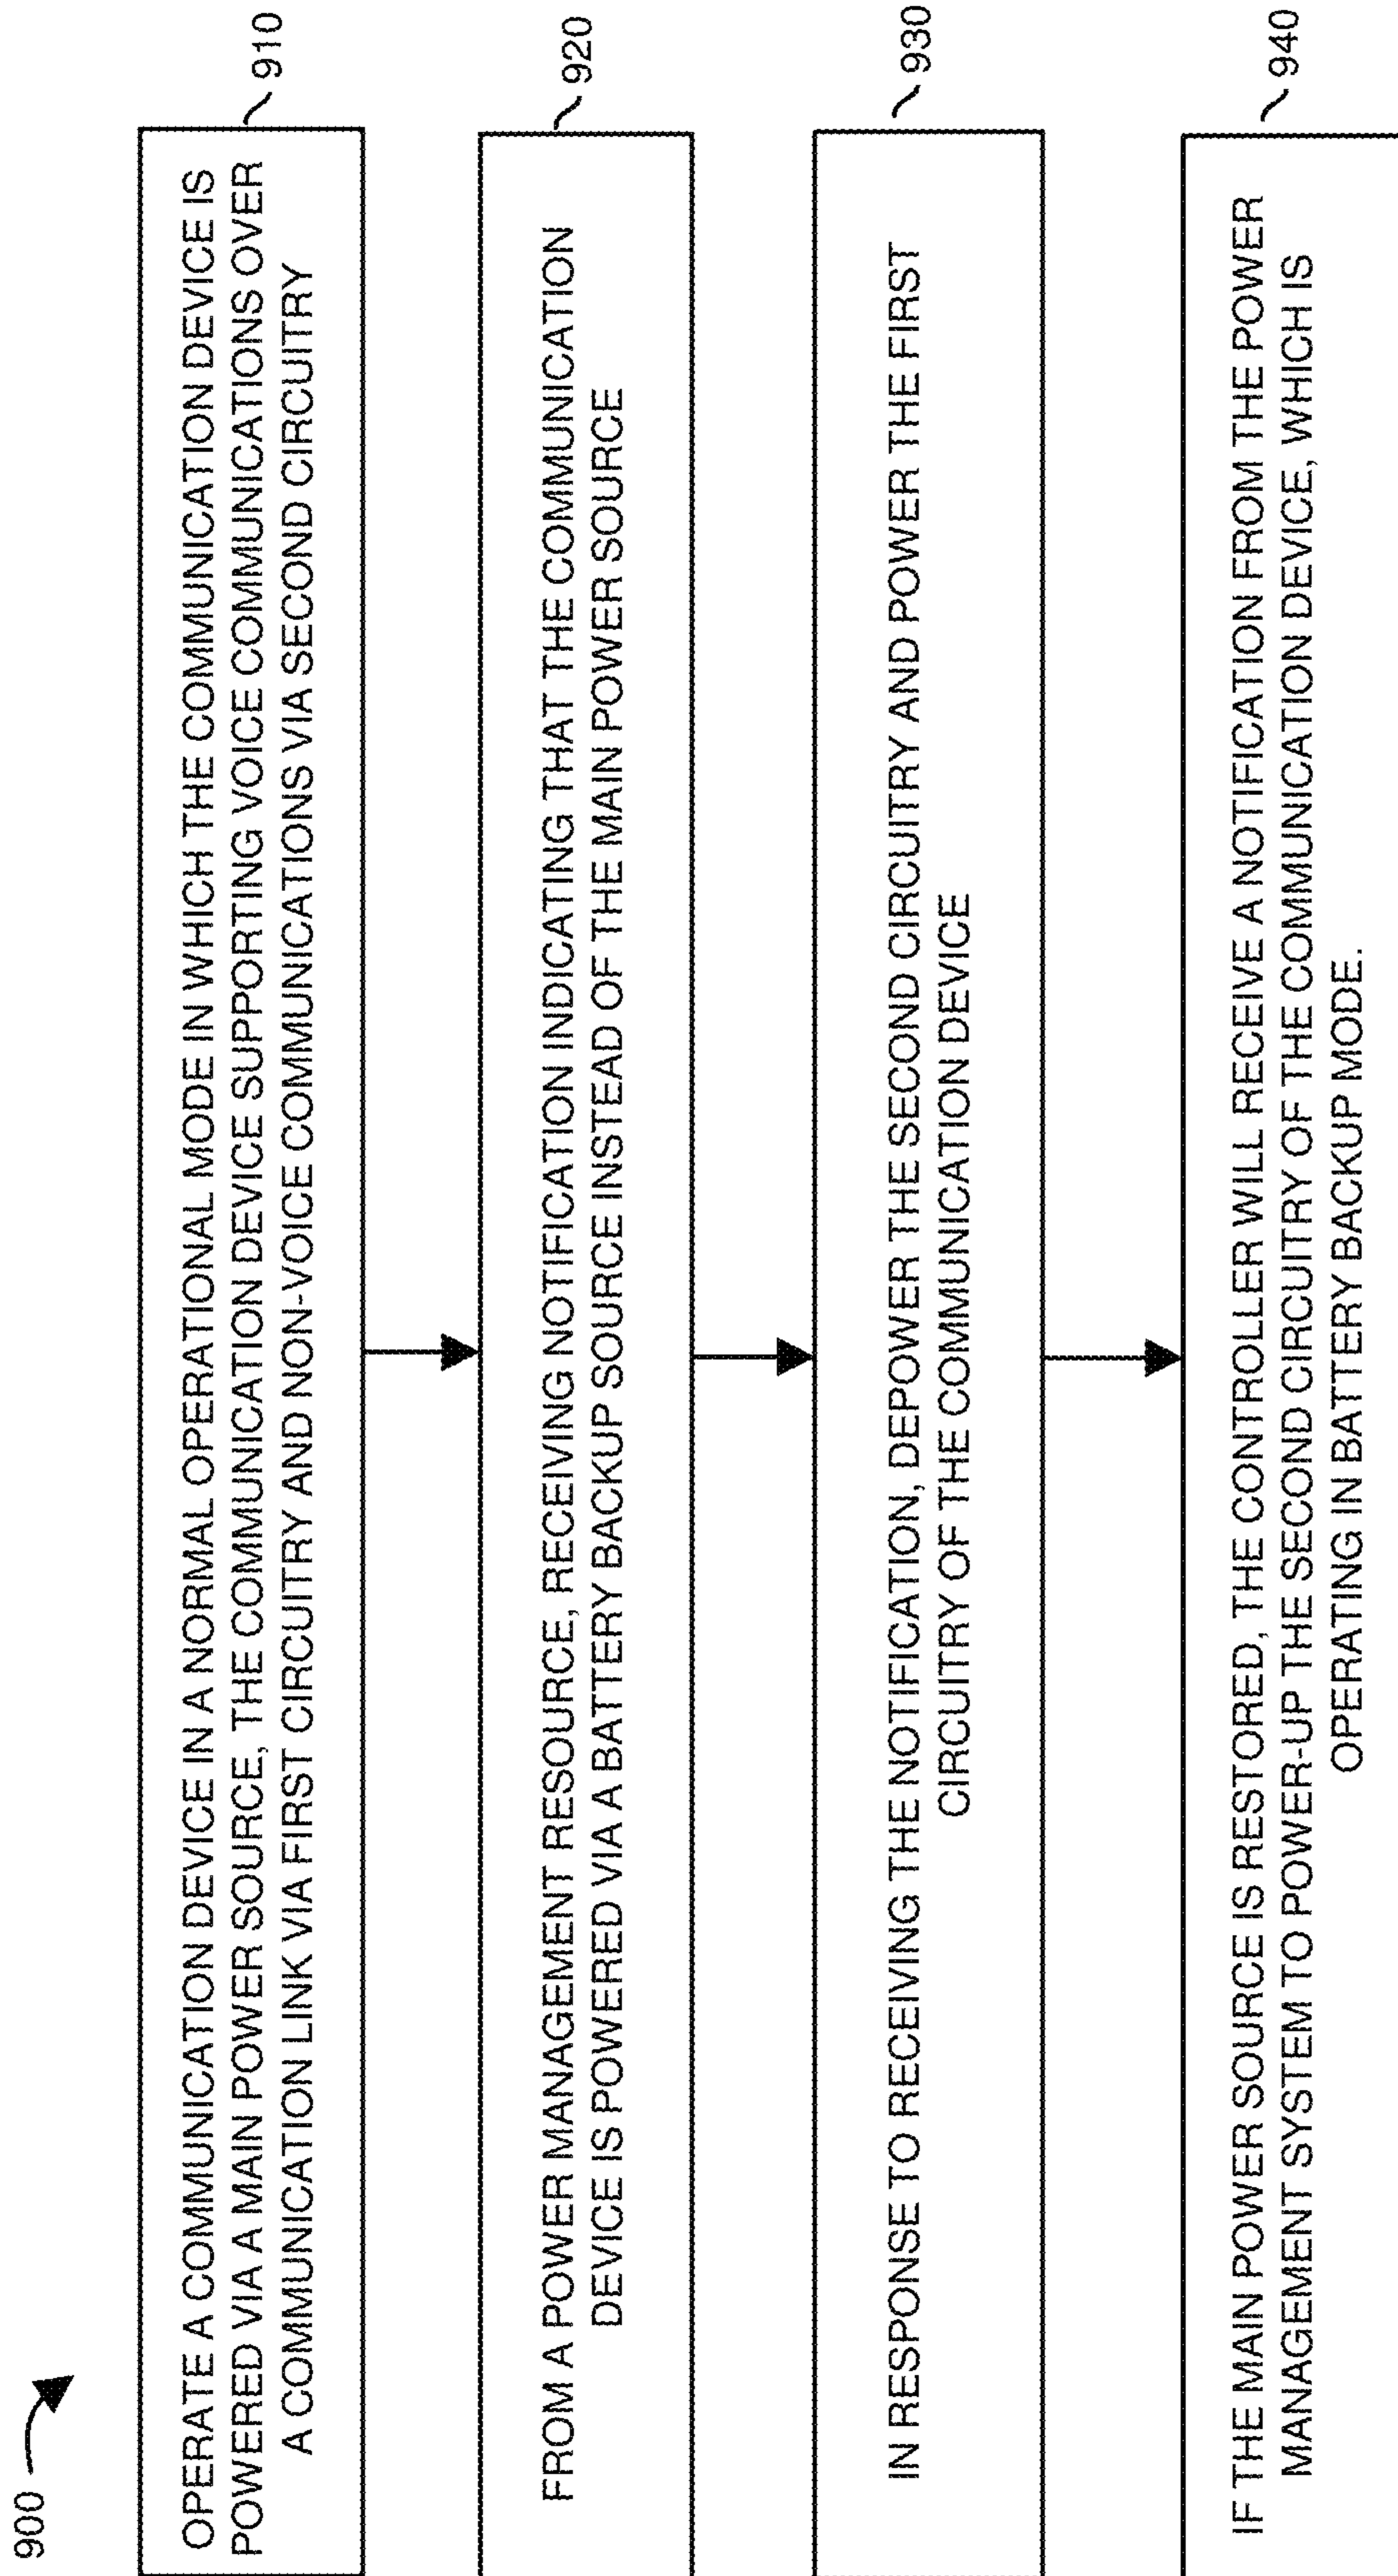 900
OPERATE A COMMUNICATION DEVICE IN A NORMAL OPERATIONAL MODE IN WHICH THE COMMUNICATION DEVICE IS
POWERED VIA A MAIN POWER SOURCE, THE COMMUNICATION DEVICE SUPPORTING VOICE COMMUNICATIONS OVER
A COMMUNICATION LINK VIA FIRST CIRCUITRY AND NON-VOICE COMMUNICATIONS VIA SECOND CIRCUITRY
910
FROM A POWER MANAGEMENT RESOURCE, RECEIVING NOTIFICATION INDICATING THAT THE COMMUNICATION
DEVICE IS POWERED VIA A BATTERY BACKUP SOURCE INSTEAD OF THE MAIN POWER SOURCE
920
IN RESPONSE TO RECEIVING THE NOTIFICATION, DEPOWER THE SECOND CIRCUITRY AND POWER THE FIRST
CIRCUITRY OF THE COMMUNICATION DEVICE
930
IF THE MAIN POWER SOURCE IS RESTORED, THE CONTROLLER WILL RECEIVE A NOTIFICATION FROM THE POWER
MANAGEMENT SYSTEM TO POWER-UP THE SECOND CIRCUITRY OF THE COMMUNICATION DEVICE, WHICH IS
OPERATING IN BATTERY BACKUP MODE.
940